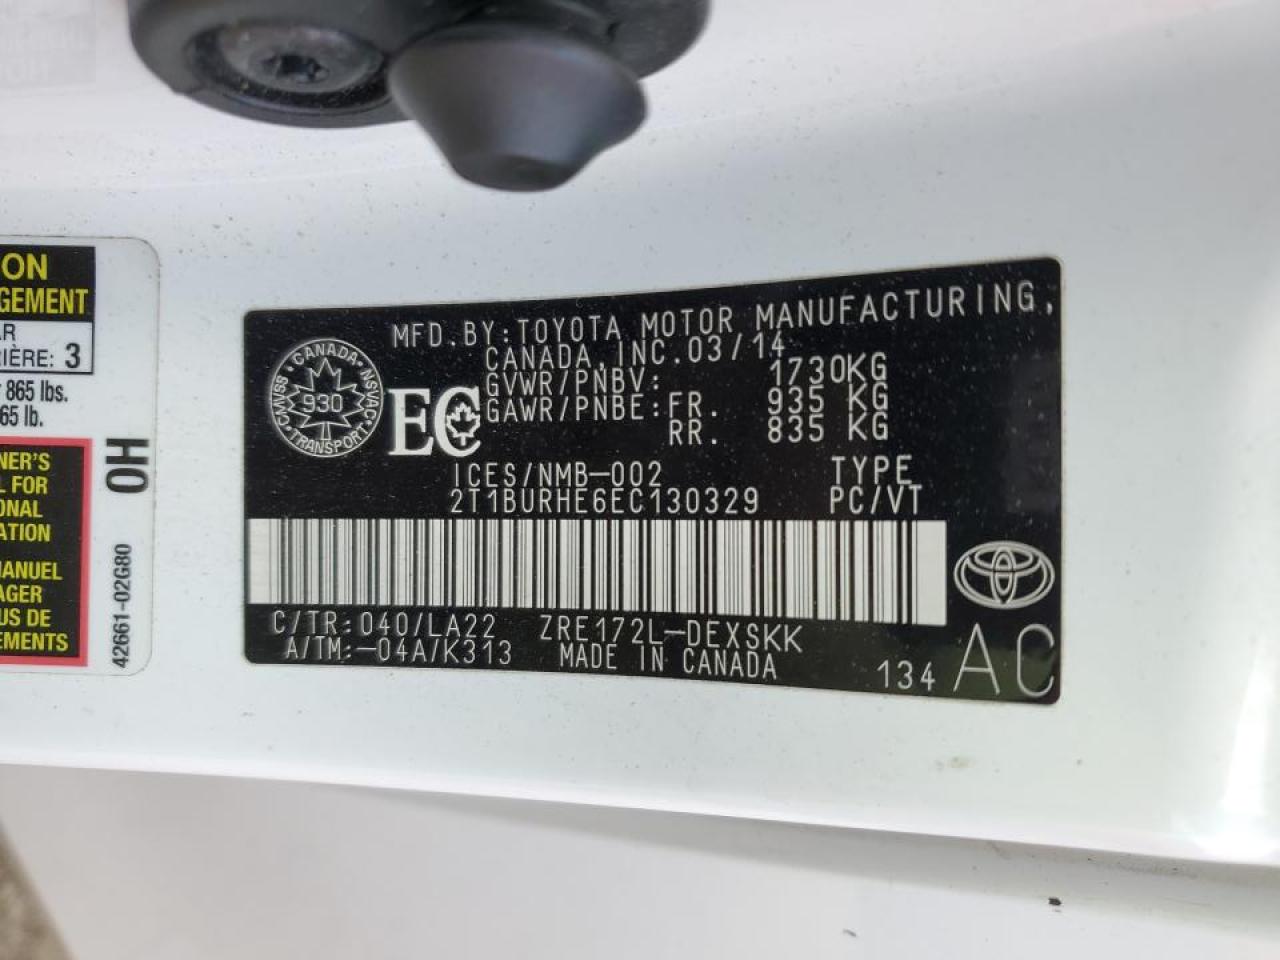 ON
GEMENT
AR
IÈRE: 3
865 lbs.
65 lb.
NER'S
L FOR
ONAL
ATION
MANUEL
AGER
US DE
EMENTS
OH
42661-02G80
MFD.BY:TOYOTA MOTOR MANUFACTURING,
CANADA,INC.03/14
GVWR/PNBV: 1730KG
GAWR/PNBE:FR. 935 KG
RR. 835 KG
CANADA
CMVSS NSVAC
930
TRANSPORT
EC
ICES/NMB-002 TYPE
2T1BURHE6EC130329 PC/VT
C/TR:040/LA22 ZRE172L-DEXSKK
A/TM:-04A/K313 MADE IN CANADA
134 AC